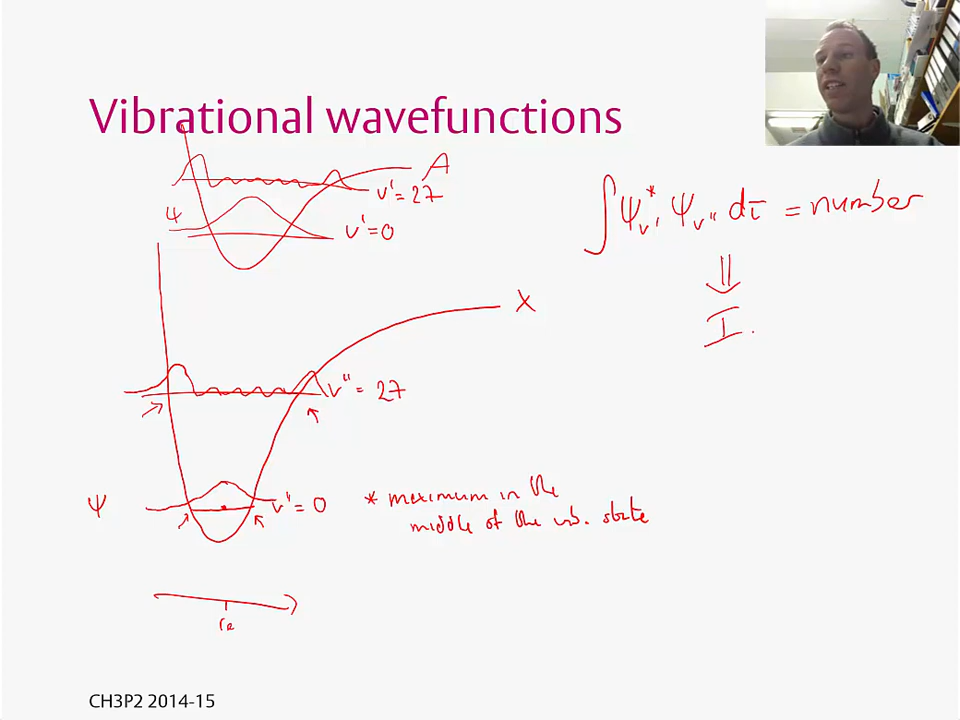 Vibrational wavefunctions
A
v' = 27
ψ
v' = 0
∫ψ*v' ψv'' dτ = number
⇓
I.
X
v'' = 27
ψ
v'' = 0
* maximum in the
middle of the vib. state
re
CH3P2 2014-15